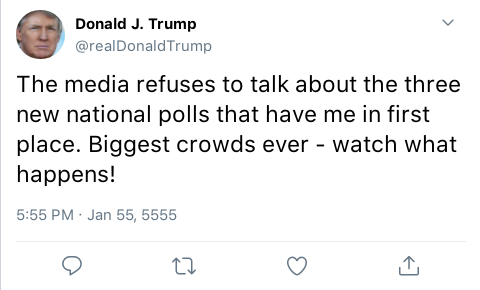 Donald J. Trump
@realDonaldTrump
The media refuses to talk about the three
new national polls that have me in first
place. Biggest crowds ever - watch what
happens!
5:55 PM · Jan 55, 5555